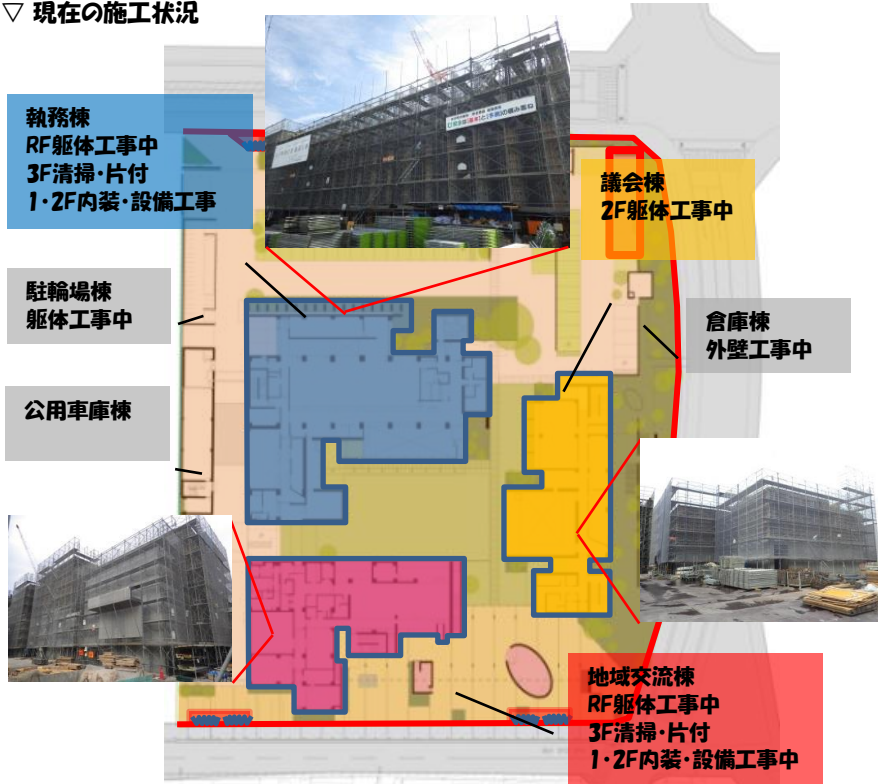 ▽ 現在の施工状況
執務棟
RF躯体工事中
3F清掃・片付
1・2F内装・設備工事
議会棟
2F躯体工事中
駐輪場棟
躯体工事中
倉庫棟
外壁工事中
公用車庫棟
地域交流棟
RF躯体工事中
3F清掃・片付
1・2F内装・設備工事中